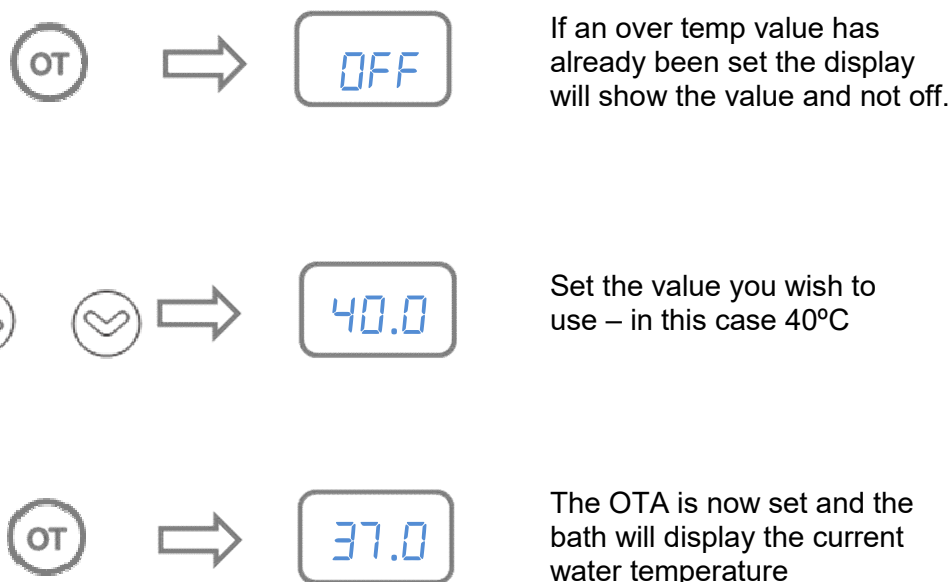 OT
OFF
If an over temp value has
already been set the display
will show the value and not off.
40.0
Set the value you wish to
use – in this case 40ºC
OT
37.0
The OTA is now set and the
bath will display the current
water temperature